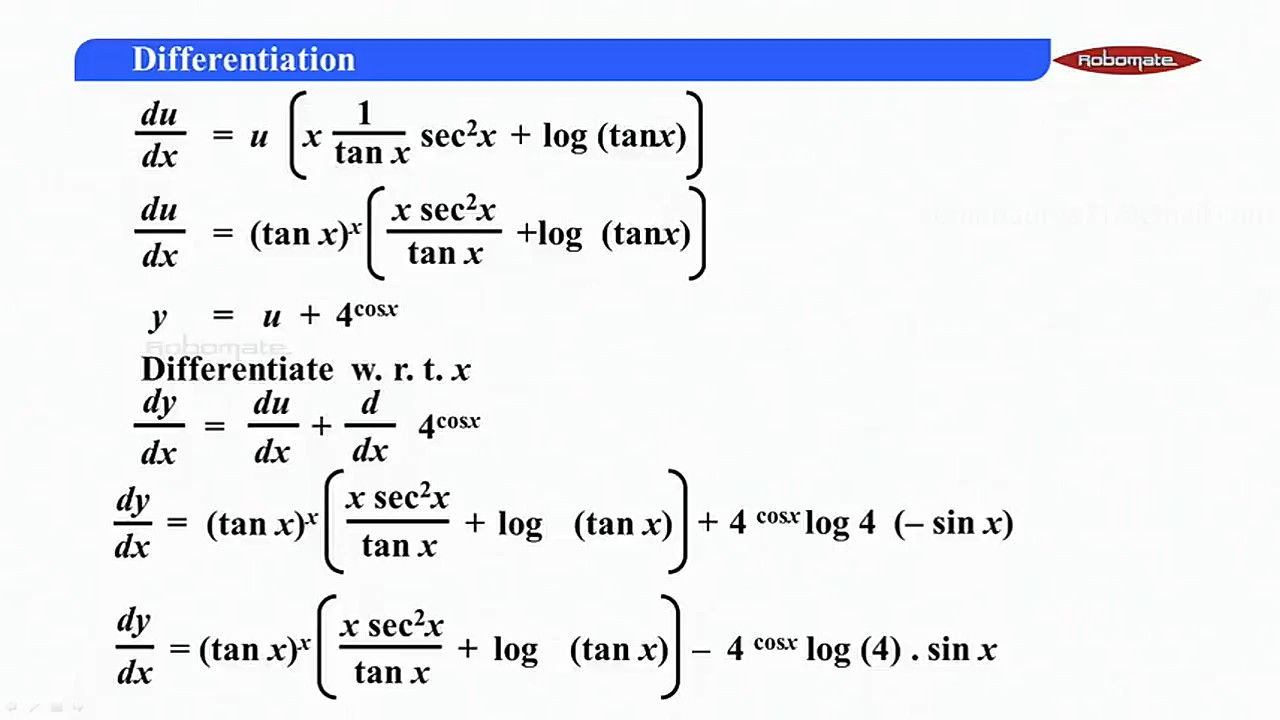 Differentiation
Robomate
du/dx = u ( x 1/tan x sec²x + log (tanx) )
du/dx = (tan x)ˣ ( x sec²x/tan x +log (tanx) )
y = u + 4^cosx
Robomate
Differentiate w. r. t. x
dy/dx = du/dx + d/dx 4^cosx
dy/dx = (tan x)ˣ ( x sec²x/tan x + log (tan x) ) + 4^cosx log 4 (– sin x)
dy/dx = (tan x)ˣ ( x sec²x/tan x + log (tan x) ) – 4^cosx log (4) . sin x